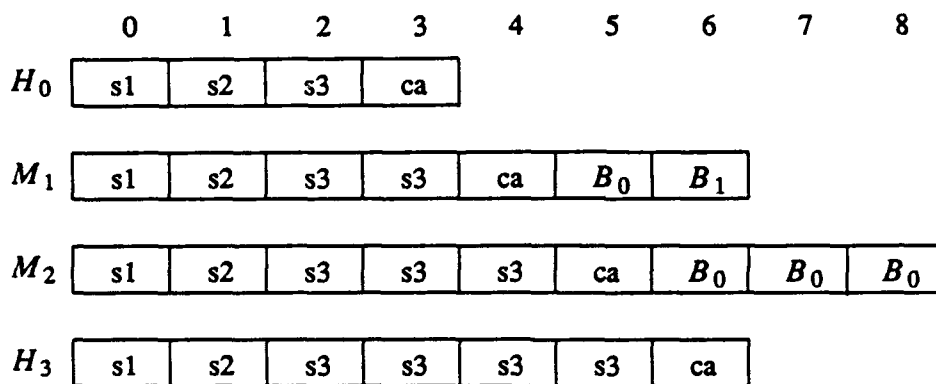 0 1 2 3 4 5 6 7 8
H₀ s1 s2 s3 ca
M₁ s1 s2 s3 s3 ca B₀ B₁
M₂ s1 s2 s3 s3 s3 ca B₀ B₀ B₀
H₃ s1 s2 s3 s3 s3 s3 ca